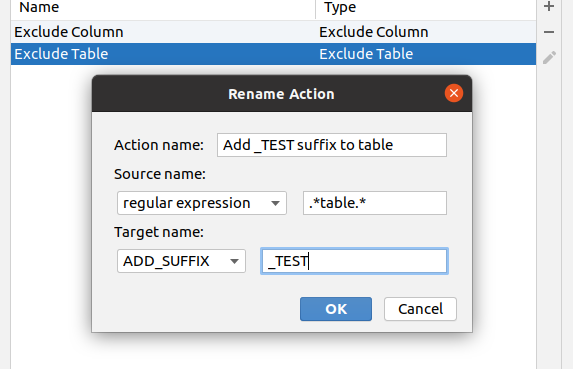 Name Type
Exclude Column Exclude Column
Exclude Table Exclude Table
Rename Action
Action name: Add _TEST suffix to table
Source name:
regular expression .*table.*
Target name:
ADD_SUFFIX _TEST
OK Cancel